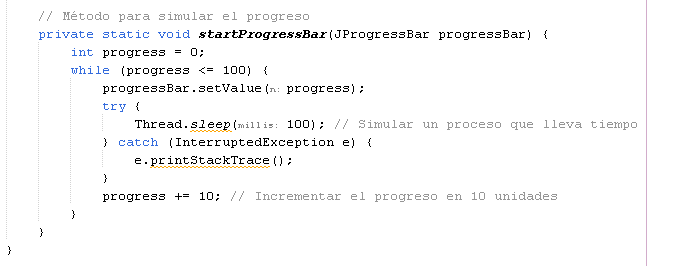 // Método para simular el progreso
private static void startProgressBar(JProgressBar progressBar) {
int progress = 0;
while (progress <= 100) {
progressBar.setValue(n: progress);
try {
Thread.sleep(millis: 100); // Simular un proceso que lleva tiempo
} catch (InterruptedException e) {
e.printStackTrace();
}
progress += 10; // Incrementar el progreso en 10 unidades
}
}
}